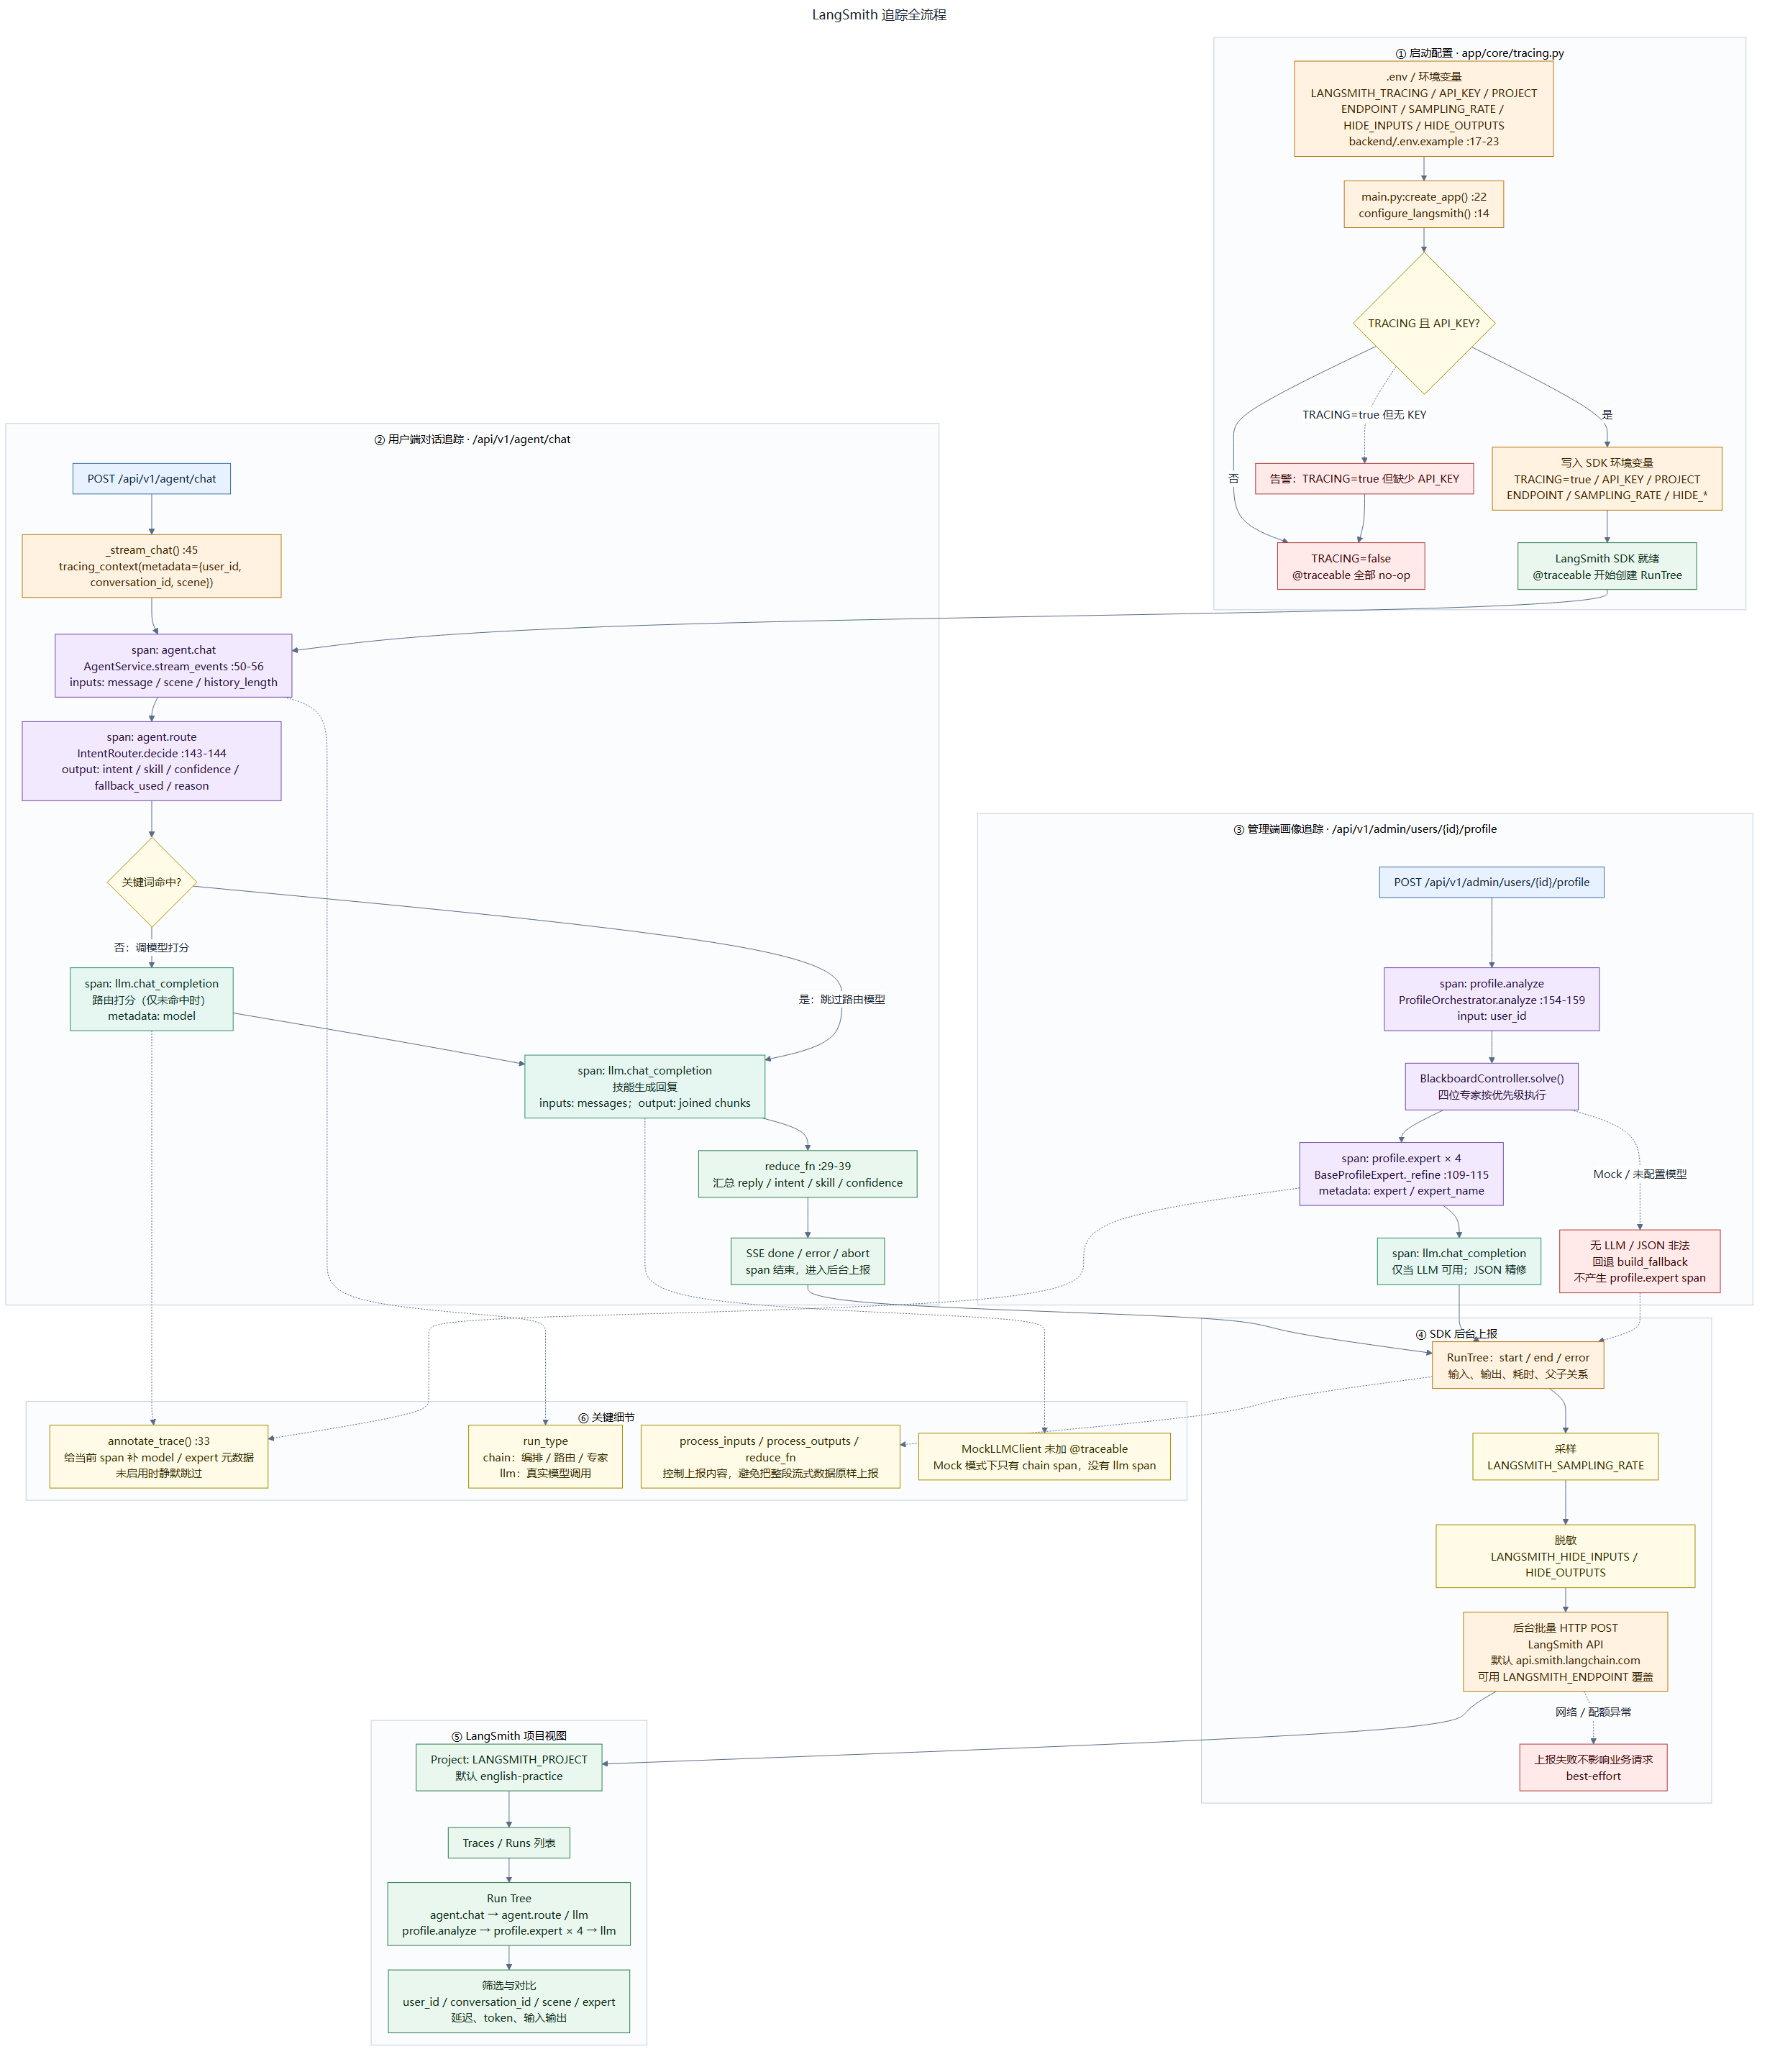 LangSmith 追踪全流程
① 启动配置 · app/core/tracing.py
.env / 环境变量
LANGSMITH_TRACING / API_KEY / PROJECT
ENDPOINT / SAMPLING_RATE /
HIDE_INPUTS / HIDE_OUTPUTS
backend/.env.example :17-23
main.py:create_app() :22
configure_langsmith() :14
TRACING 且 API_KEY?
TRACING=true 但无 KEY
是
否
告警：TRACING=true 但缺少 API_KEY
写入 SDK 环境变量
TRACING=true / API_KEY / PROJECT
ENDPOINT / SAMPLING_RATE / HIDE_*
TRACING=false
@traceable 全部 no-op
LangSmith SDK 就绪
@traceable 开始创建 RunTree
② 用户端对话追踪 · /api/v1/agent/chat
POST /api/v1/agent/chat
_stream_chat() :45
tracing_context(metadata={user_id,
conversation_id, scene})
span: agent.chat
AgentService.stream_events :50-56
inputs: message / scene / history_length
span: agent.route
IntentRouter.decide :143-144
output: intent / skill / confidence /
fallback_used / reason
关键词命中?
否：调模型打分
span: llm.chat_completion
路由打分（仅未命中时）
metadata: model
是：跳过路由模型
span: llm.chat_completion
技能生成回复
inputs: messages；output: joined chunks
reduce_fn :29-39
汇总 reply / intent / skill / confidence
SSE done / error / abort
span 结束，进入后台上报
③ 管理端画像追踪 · /api/v1/admin/users/{id}/profile
POST /api/v1/admin/users/{id}/profile
span: profile.analyze
ProfileOrchestrator.analyze :154-159
input: user_id
BlackboardController.solve()
四位专家按优先级执行
span: profile.expert × 4
BaseProfileExpert._refine :109-115
metadata: expert / expert_name
Mock / 未配置模型
span: llm.chat_completion
仅当 LLM 可用；JSON 精修
无 LLM / JSON 非法
回退 build_fallback
不产生 profile.expert span
④ SDK 后台上报
RunTree：start / end / error
输入、输出、耗时、父子关系
采样
LANGSMITH_SAMPLING_RATE
脱敏
LANGSMITH_HIDE_INPUTS /
HIDE_OUTPUTS
后台批量 HTTP POST
LangSmith API
默认 api.smith.langchain.com
可用 LANGSMITH_ENDPOINT 覆盖
网络 / 配额异常
上报失败不影响业务请求
best-effort
⑥ 关键细节
annotate_trace() :33
给当前 span 补 model / expert 元数据
未启用时静默跳过
run_type
chain：编排 / 路由 / 专家
llm：真实模型调用
process_inputs / process_outputs /
reduce_fn
控制上报内容，避免把整段流式数据原样上报
MockLLMClient 未加 @traceable
Mock 模式下只有 chain span，没有 llm span
⑤ LangSmith 项目视图
Project: LANGSMITH_PROJECT
默认 english-practice
Traces / Runs 列表
Run Tree
agent.chat → agent.route / llm
profile.analyze → profile.expert × 4 → llm
筛选与对比
user_id / conversation_id / scene / expert
延迟、token、输入输出